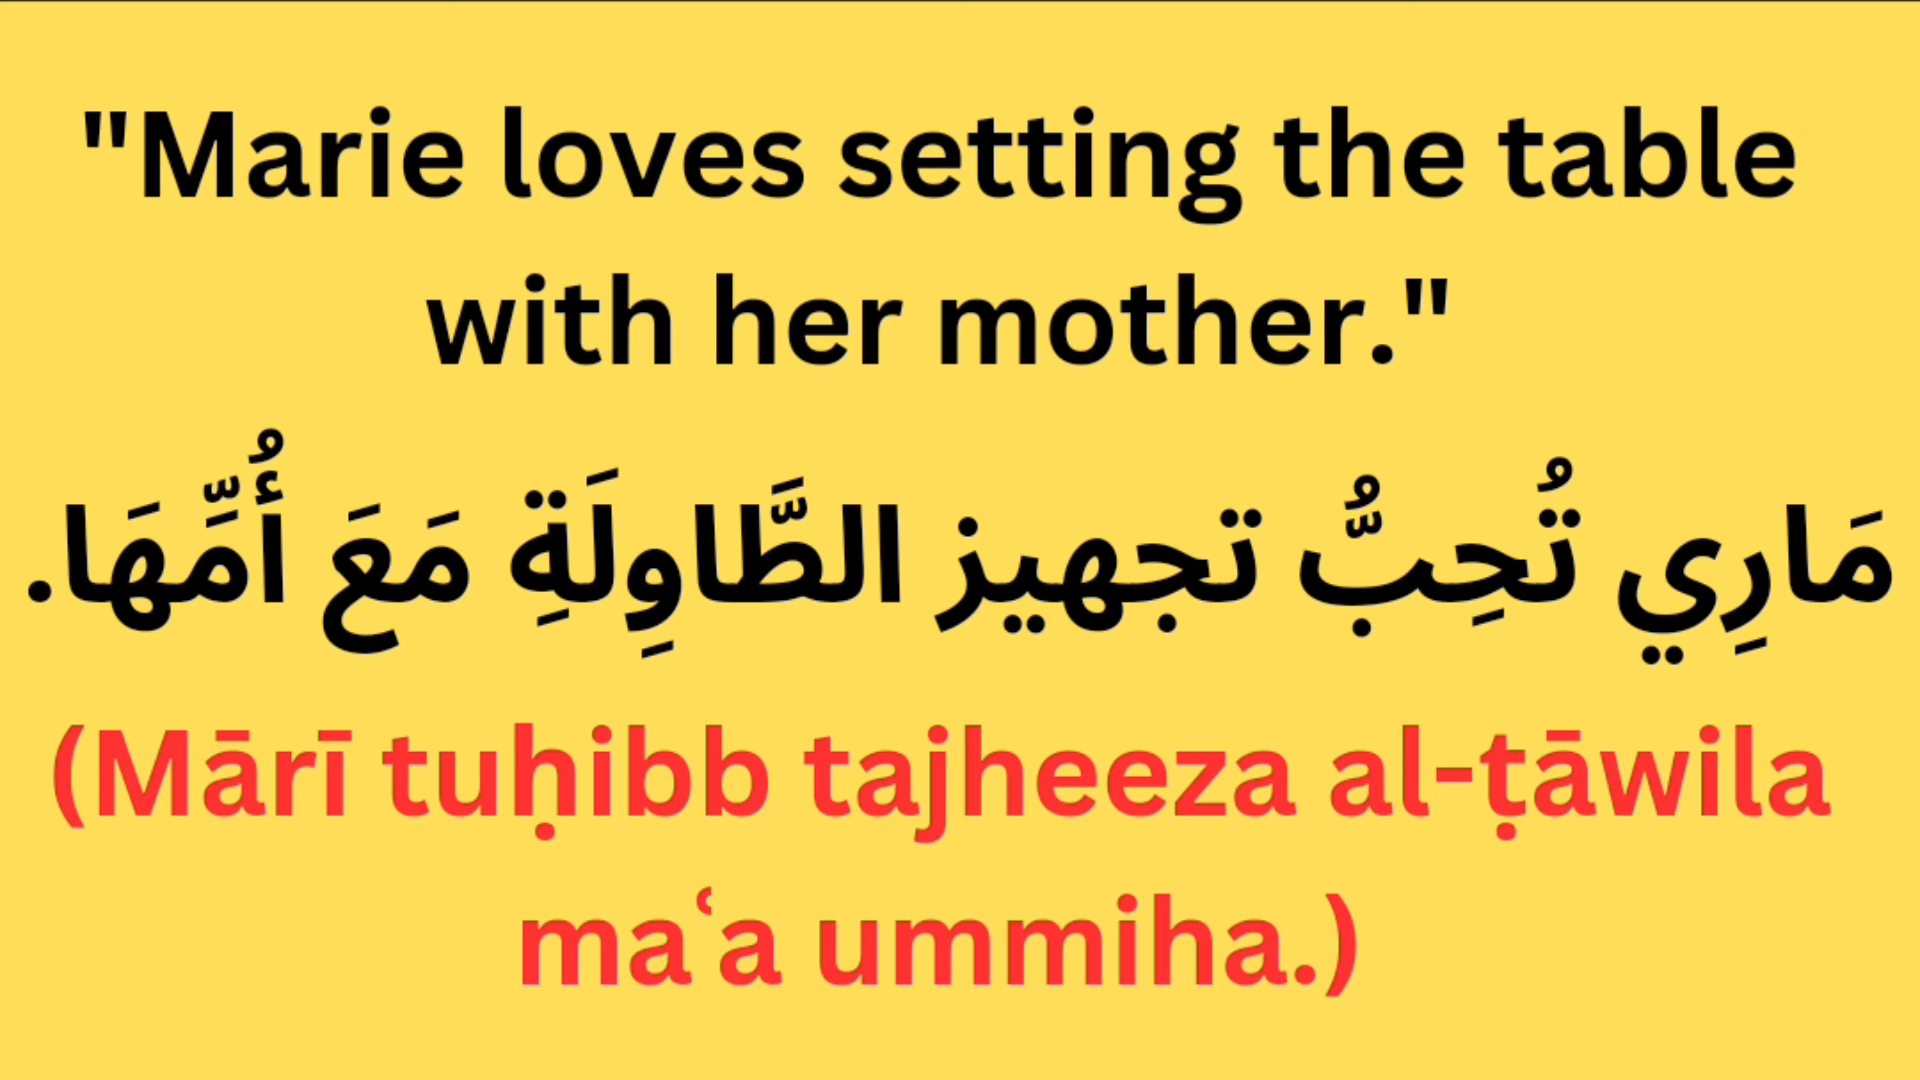 "Marie loves setting the table
with her mother."
مَارِي تُحِبُّ تجهيز الطَّاوِلَةِ مَعَ أُمِّهَا.
(Mārī tuḥibb tajheeza al-ṭāwila
maʿa ummiha.)